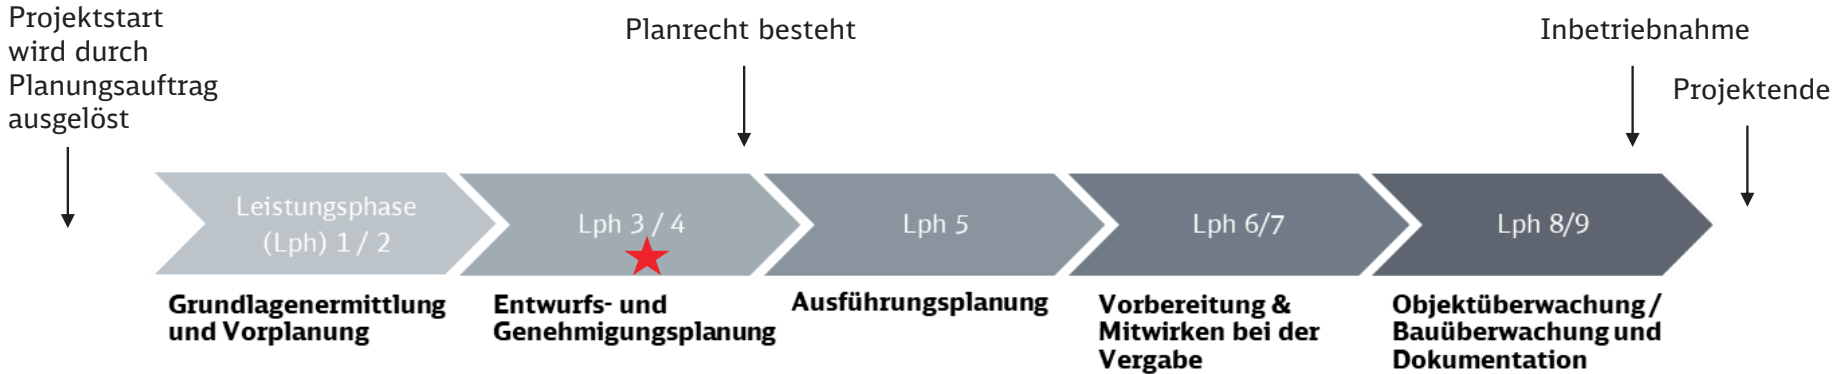 Projektstart
wird durch
Planungsauftrag
ausgelöst
Planrecht besteht
Inbetriebnahme
Projektende
Leistungsphase
(Lph) 1 / 2
Lph 3 / 4
Lph 5
Lph 6/7
Lph 8/9
Grundlagenermittlung
und Vorplanung
Entwurfs- und
Genehmigungsplanung
Ausführungsplanung
Vorbereitung &
Mitwirken bei der
Vergabe
Objektüberwachung/
Bauüberwachung und
Dokumentation